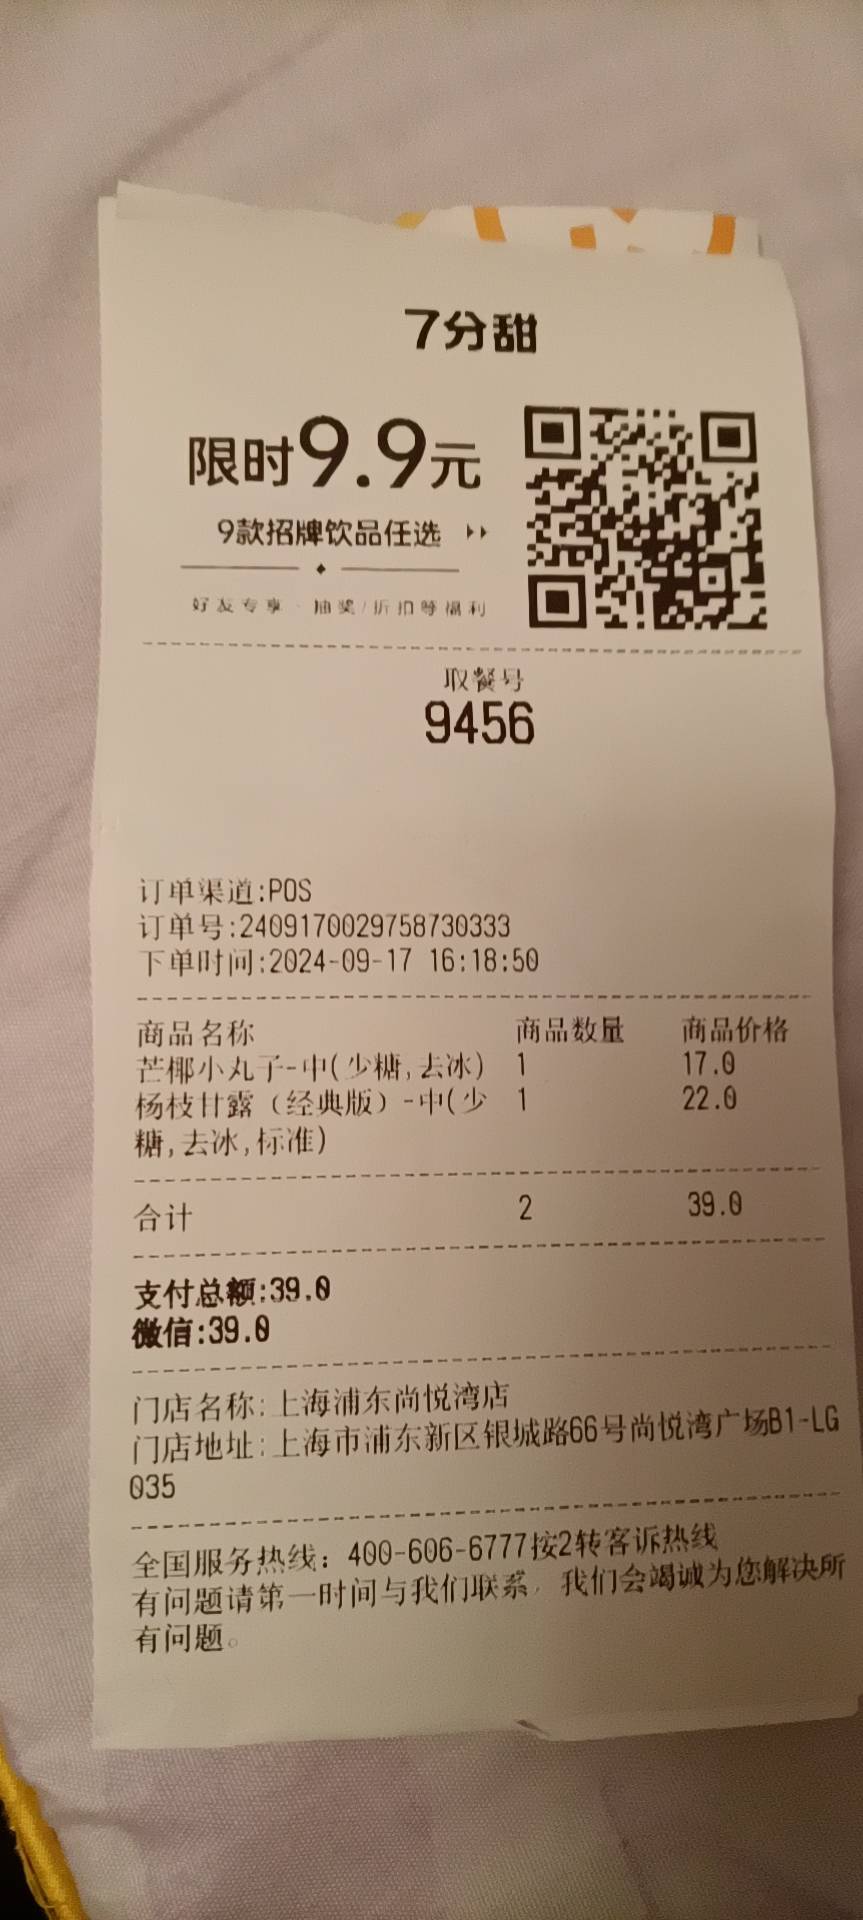 7分甜
限时9.9元
9款招牌饮品任选
好友专享·抽奖/折扣等福利
取餐号
9456
订单渠道:POS
订单号:2409170029758730333
下单时间:2024-09-17 16:18:50
商品名称 商品数量 商品价格
芒椰小丸子-中(少糖,去冰) 1 17.0
杨枝甘露（经典版）-中(少 1 22.0
糖,去冰,标准)
合计 2 39.0
支付总额:39.0
微信:39.0
门店名称:上海浦东尚悦湾店
门店地址:上海市浦东新区银城路66号尚悦湾广场B1-LG
035
全国服务热线：400-606-6777按2转客诉热线
有问题请第一时间与我们联系，我们会竭诚为您解决所
有问题。